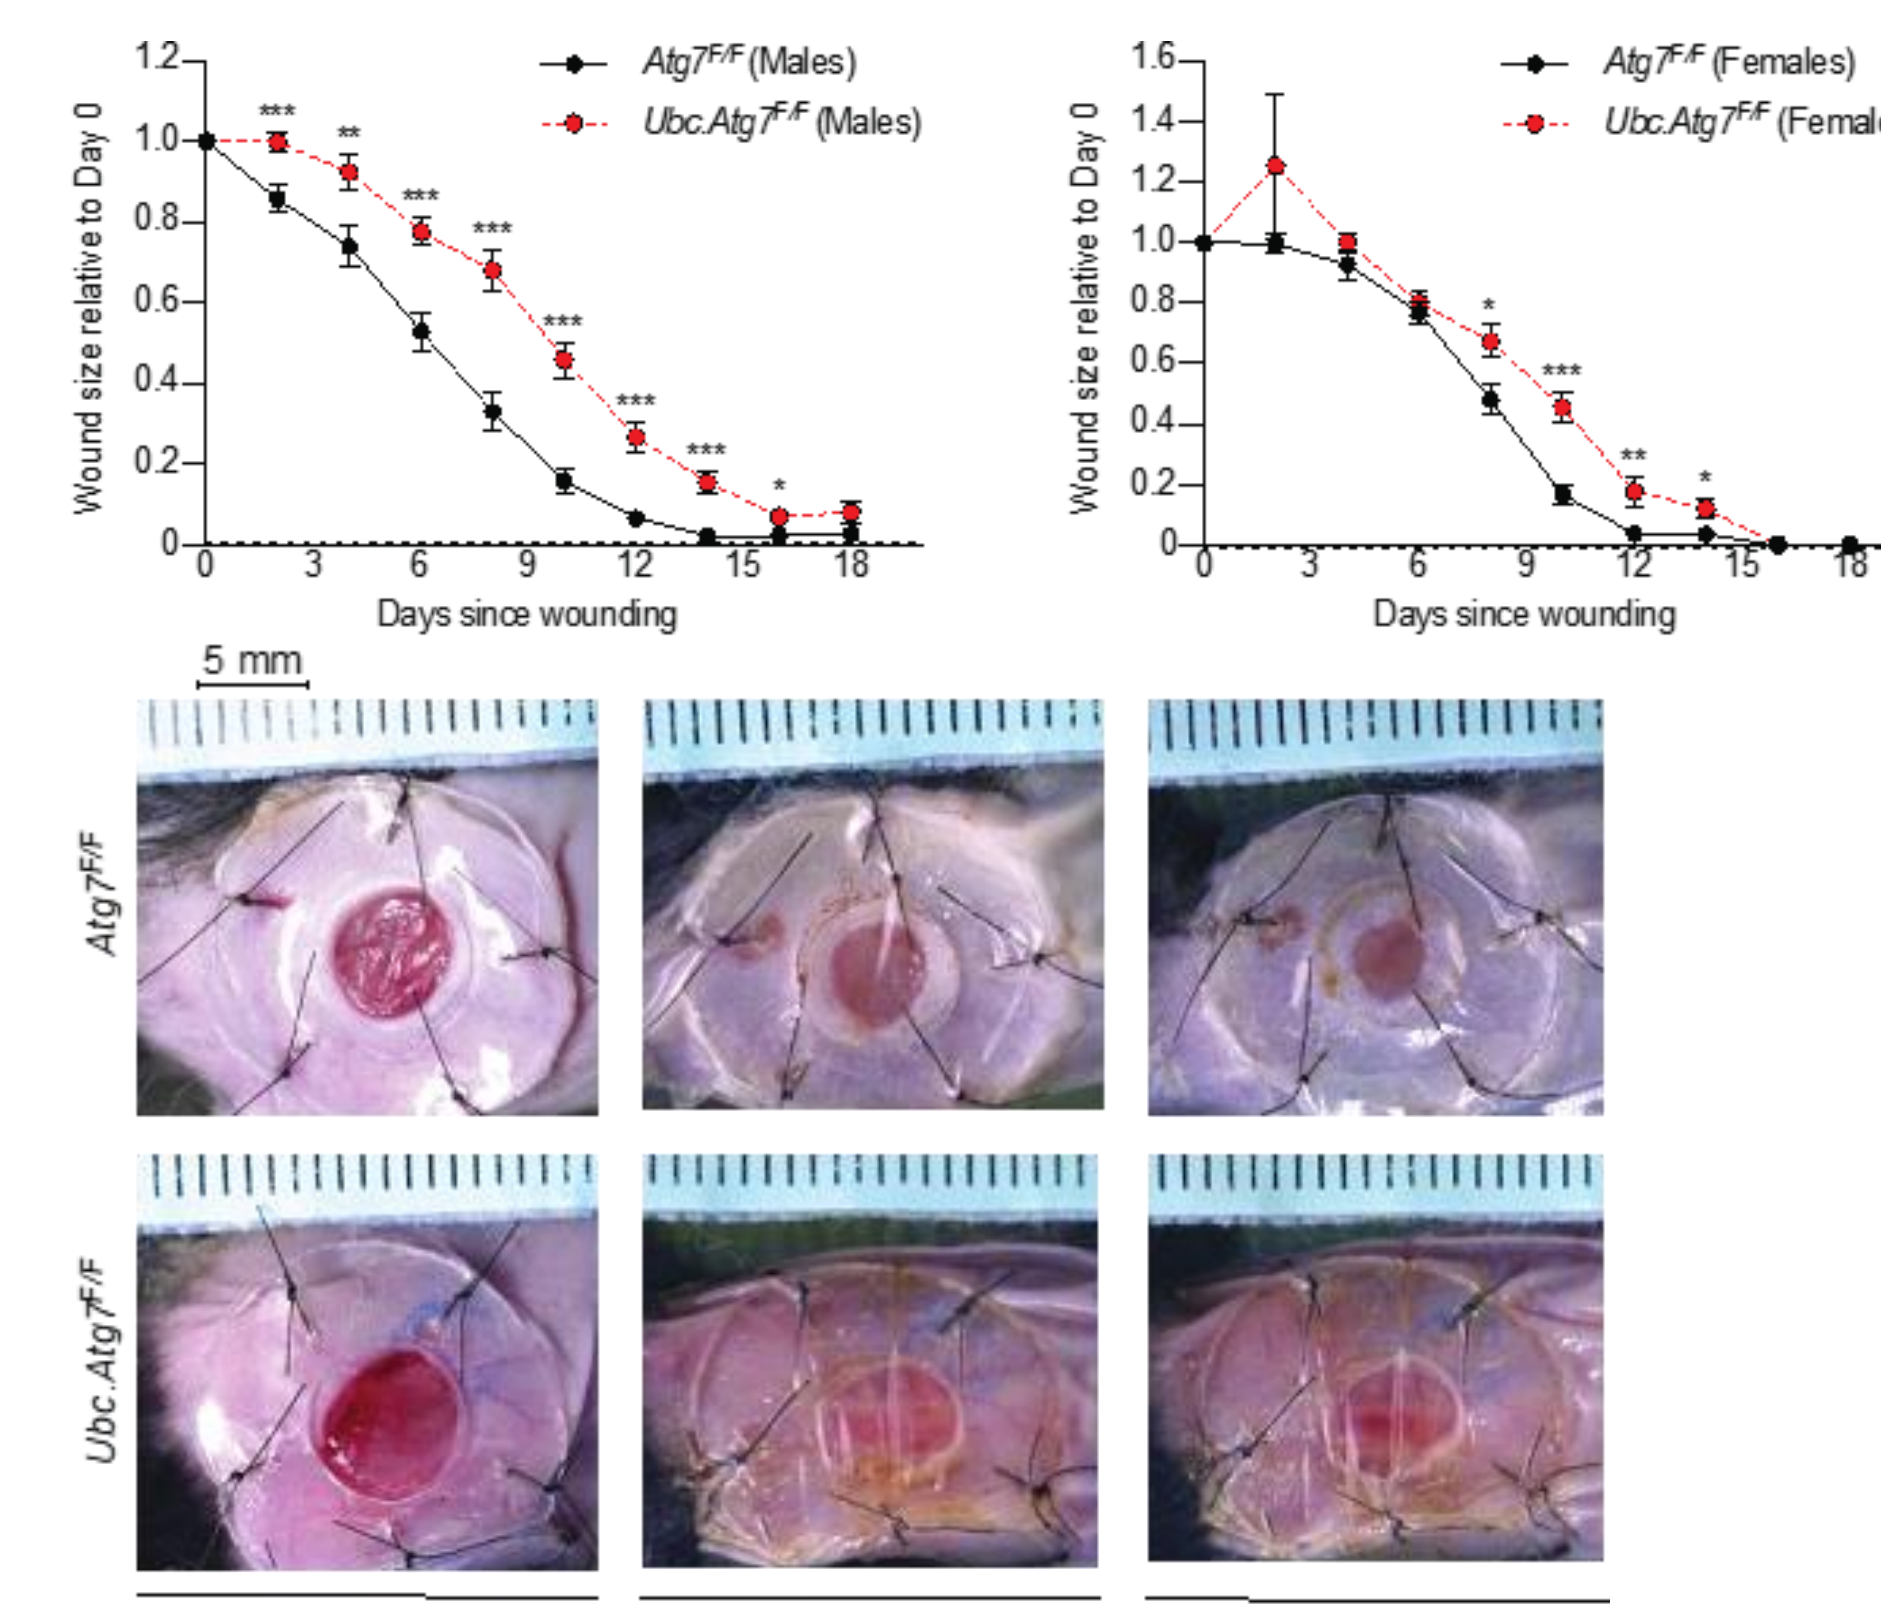 1.2
1.0
0.8
0.6
0.4
0.2
0
Wound size relative to Day 0
Atg7F/F (Males)
Ubc.Atg7F/F (Males)
***
**
***
***
***
***
***
*
0 3 6 9 12 15 18
Days since wounding
1.6
1.4
1.2
1.0
0.8
0.6
0.4
0.2
0
Wound size relative to Day 0
Atg7F/F (Females)
Ubc.Atg7F/F (Femal
*
***
**
*
0 3 6 9 12 15 18
Days since wounding
5 mm
Atg7F/F
Ubc.Atg7F/F